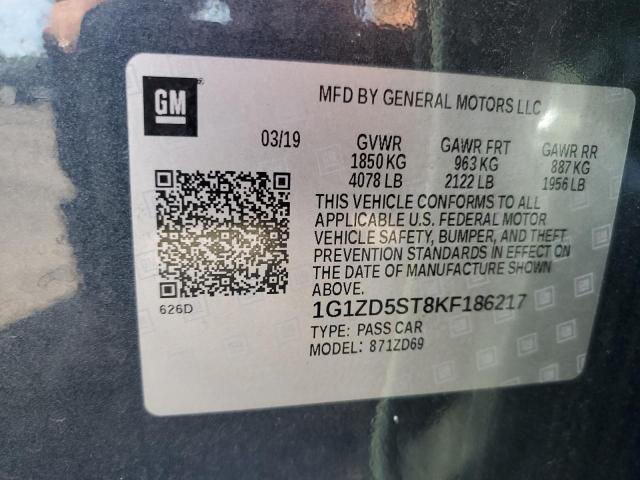 GM
MFD BY GENERAL MOTORS LLC
03/19 GVWR GAWR FRT GAWR RR
1850 KG 963 KG 887 KG
4078 LB 2122 LB 1956 LB
THIS VEHICLE CONFORMS TO ALL
APPLICABLE U.S. FEDERAL MOTOR
VEHICLE SAFETY, BUMPER, AND THEFT
PREVENTION STANDARDS IN EFFECT ON
THE DATE OF MANUFACTURE SHOWN
ABOVE.
626D
1G1ZD5ST8KF186217
TYPE: PASS CAR
MODEL: 871ZD69